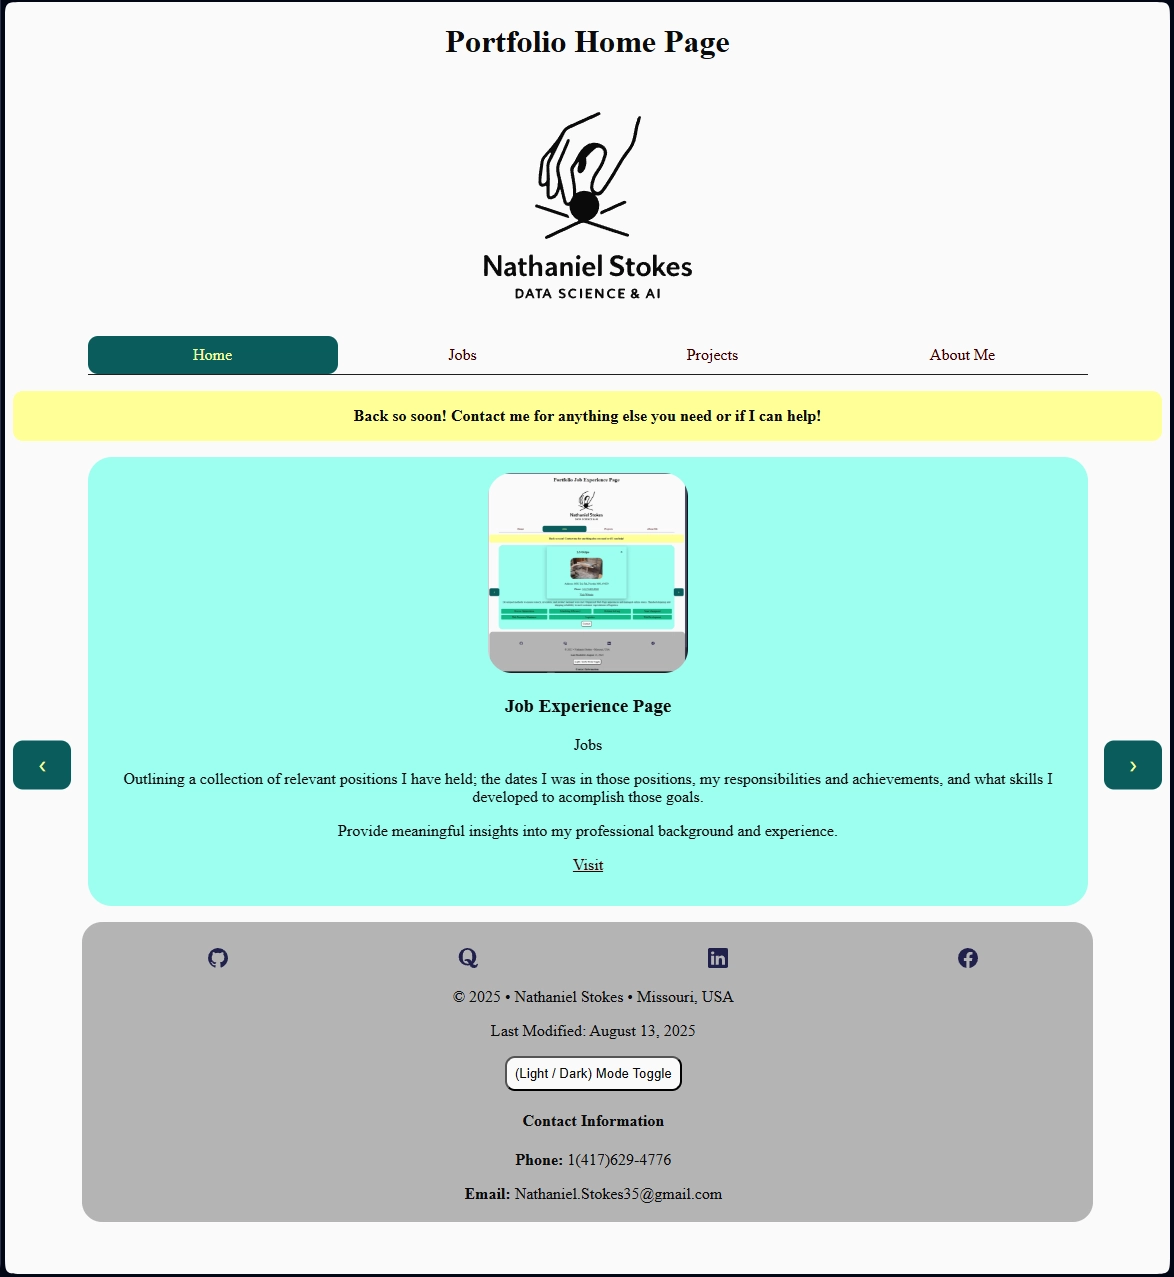 Portfolio Home Page
Nathaniel Stokes
DATA SCIENCE & AI
Home Jobs Projects About Me
Back so soon! Contact me for anything else you need or if I can help!
Portfolio Job Experience Page
Nathaniel Stokes
‹ ›
Job Experience Page
Jobs
Outlining a collection of relevant positions I have held; the dates I was in those positions, my responsibilities and achievements, and what skills I
developed to acomplish those goals.
Provide meaningful insights into my professional background and experience.
Visit
© 2025 • Nathaniel Stokes • Missouri, USA
Last Modified: August 13, 2025
(Light / Dark) Mode Toggle
Contact Information
Phone: 1(417)629-4776
Email: Nathaniel.Stokes35@gmail.com